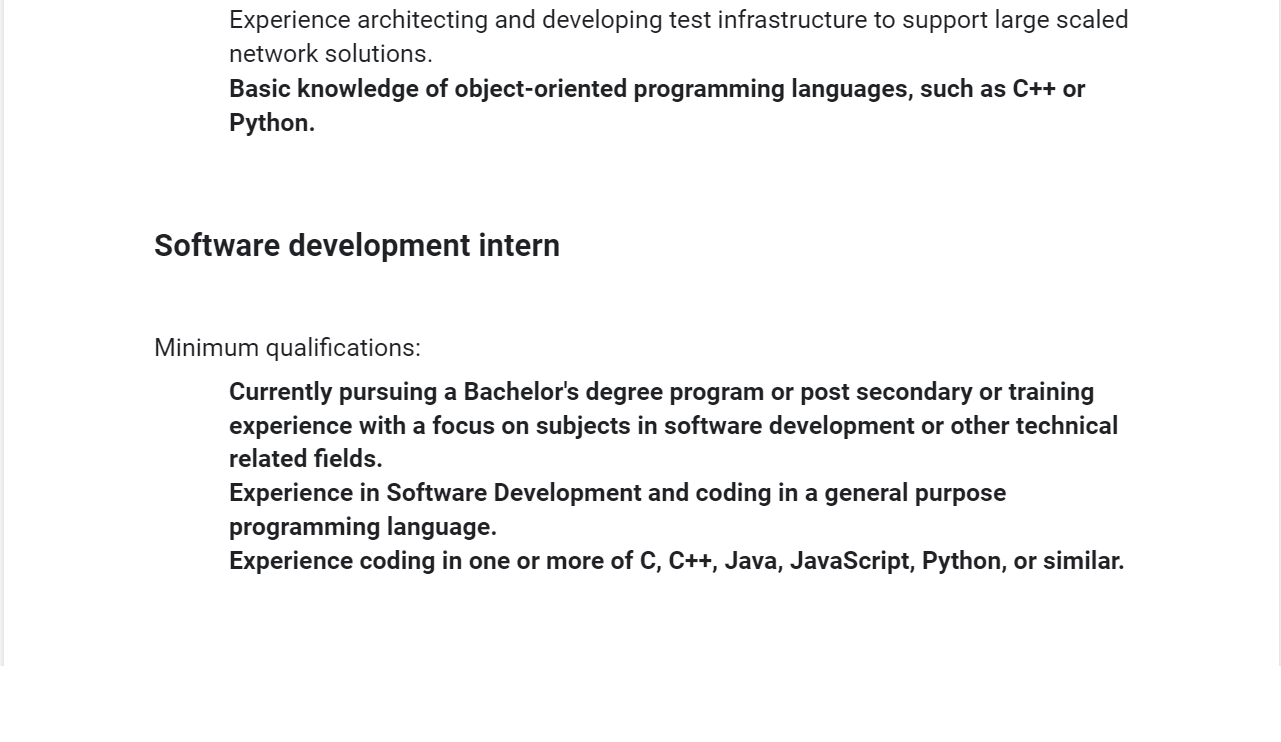 Experience architecting and developing test infrastructure to support large scaled
network solutions.
Basic knowledge of object-oriented programming languages, such as C++ or
Python.
Software development intern
Minimum qualifications:
Currently pursuing a Bachelor's degree program or post secondary or training
experience with a focus on subjects in software development or other technical
related fields.
Experience in Software Development and coding in a general purpose
programming language.
Experience coding in one or more of C, C++, Java, JavaScript, Python, or similar.